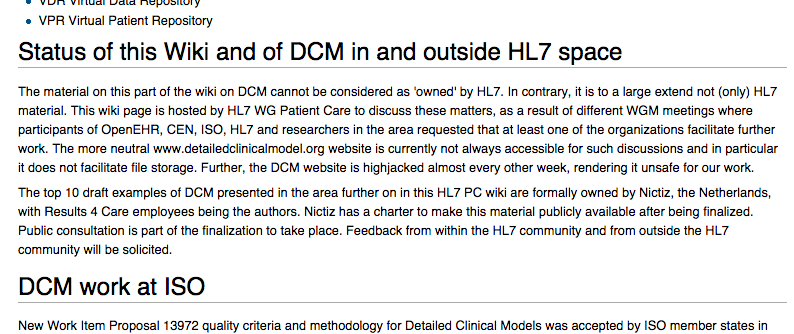 VDR Virtual Data Repository
VPR Virtual Patient Repository
Status of this Wiki and of DCM in and outside HL7 space
The material on this part of the wiki on DCM cannot be considered as 'owned' by HL7. In contrary, it is to a large extend not (only) HL7
material. This wiki page is hosted by HL7 WG Patient Care to discuss these matters, as a result of different WGM meetings where
participants of OpenEHR, CEN, ISO, HL7 and researchers in the area requested that at least one of the organizations facilitate further
work. The more neutral www.detailedclinicalmodel.org website is currently not always accessible for such discussions and in particular
it does not facilitate file storage. Further, the DCM website is highjacked almost every other week, rendering it unsafe for our work.
The top 10 draft examples of DCM presented in the area further on in this HL7 PC wiki are formally owned by Nictiz, the Netherlands,
with Results 4 Care employees being the authors. Nictiz has a charter to make this material publicly available after being finalized.
Public consultation is part of the finalization to take place. Feedback from within the HL7 community and from outside the HL7
community will be solicited.
DCM work at ISO
New Work Item Proposal 13972 quality criteria and methodology for Detailed Clinical Models was accepted by ISO member states in